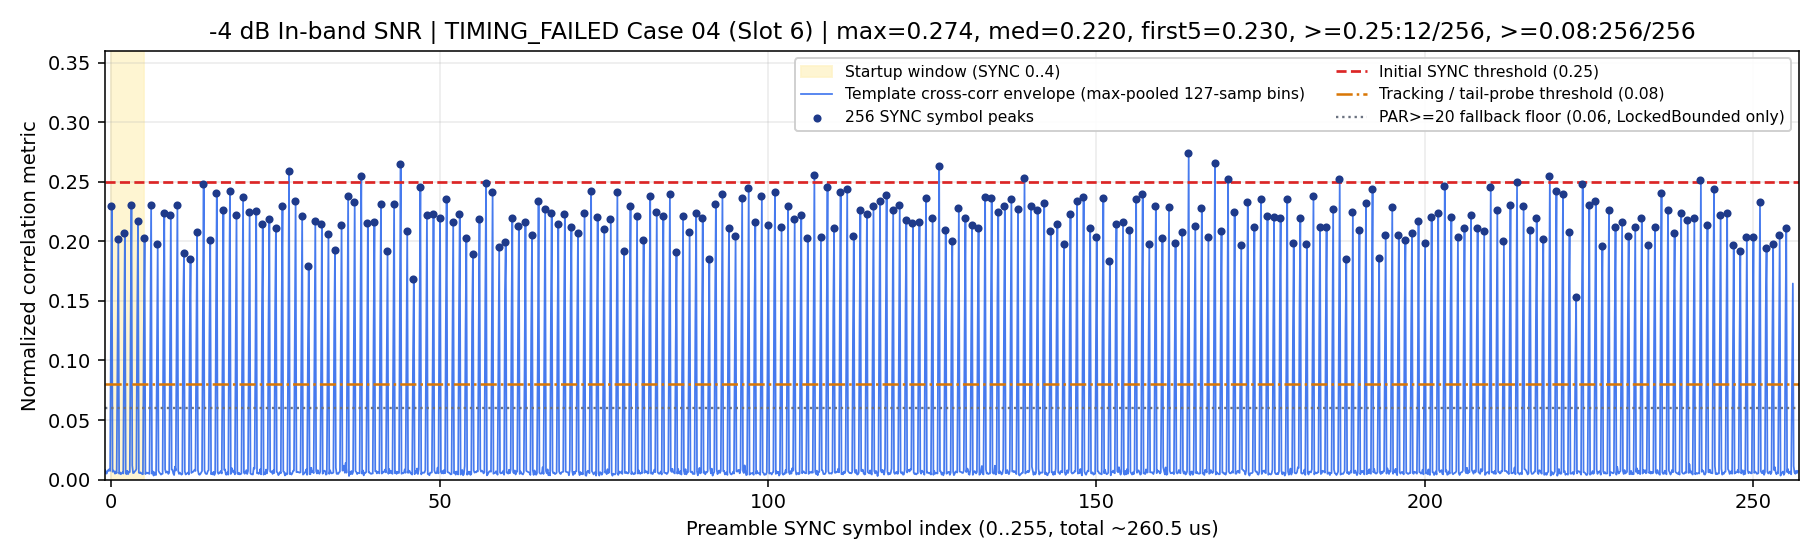 -4 dB In-band SNR | TIMING_FAILED Case 04 (Slot 6) | max=0.274, med=0.220, first5=0.230, >=0.25:12/256, >=0.08:256/256
Normalized correlation metric
0.35
0.30
0.25
0.20
0.15
0.10
0.05
0.00
Startup window (SYNC 0..4)
Template cross-corr envelope (max-pooled 127-samp bins)
256 SYNC symbol peaks
Initial SYNC threshold (0.25)
Tracking / tail-probe threshold (0.08)
PAR>=20 fallback floor (0.06, LockedBounded only)
0 50 100 150 200 250
Preamble SYNC symbol index (0..255, total ~260.5 us)